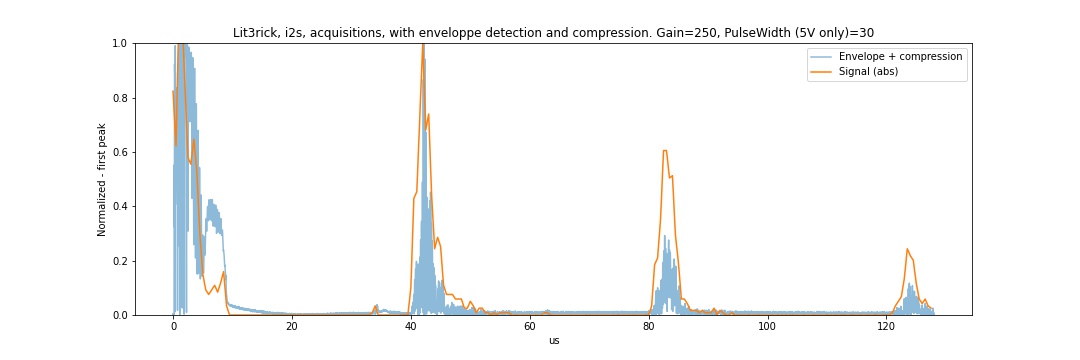 Lit3rick, i2s, acquisitions, with enveloppe detection and compression. Gain=250, PulseWidth (5V only)=30
Envelope + compression
Signal (abs)
Normalized - first peak
1.0
0.8
0.6
0.4
0.2
0.0
0
20
40
60
80
100
120
us